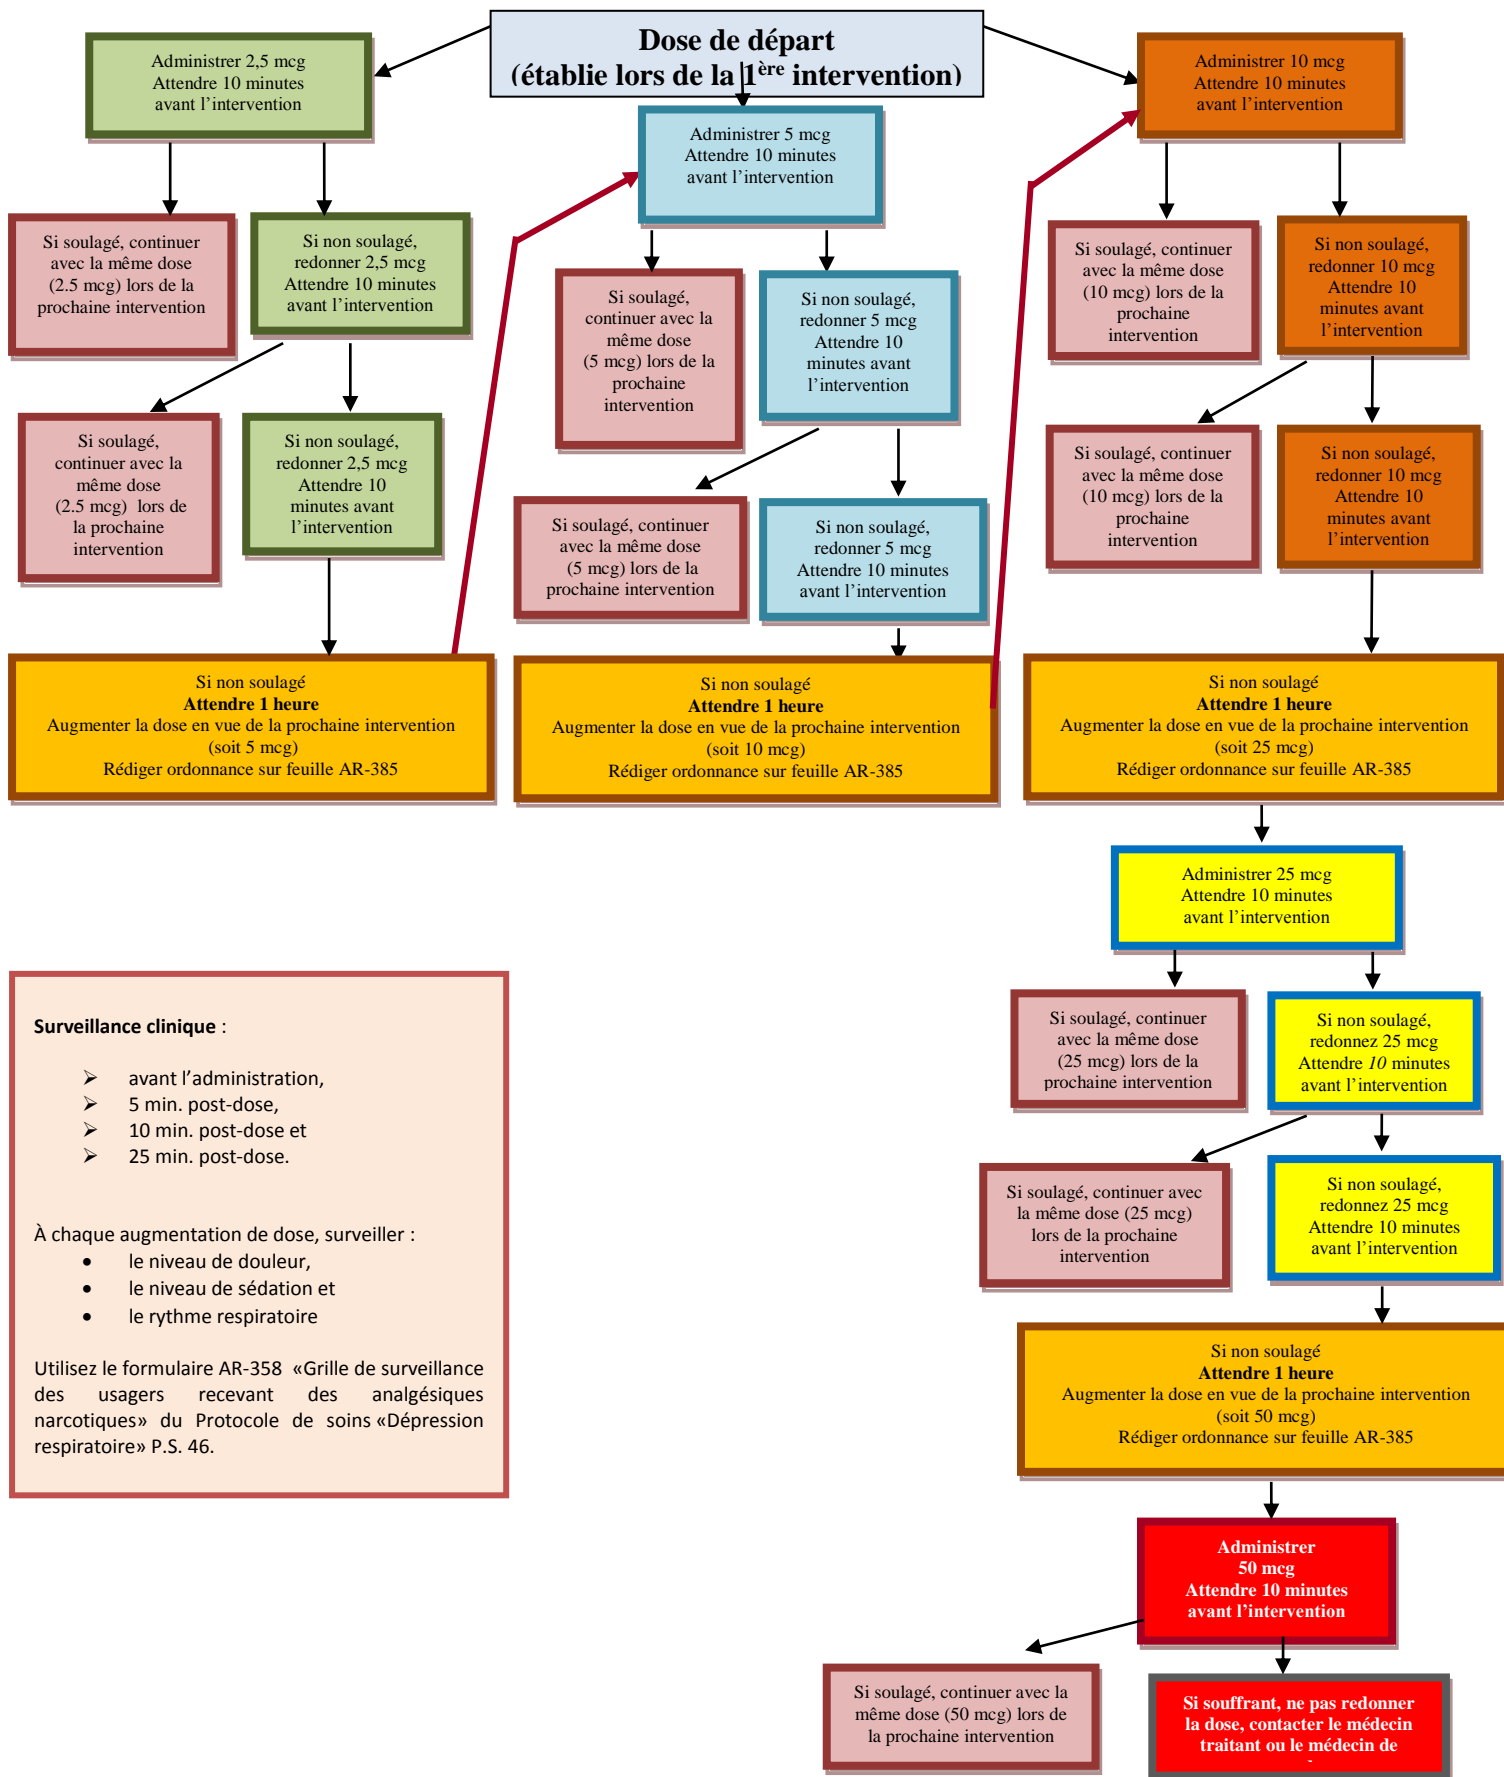 Dose de départ
(établie lors de la 1ère intervention)
Administrer 2,5 mcg
Attendre 10 minutes
avant l’intervention
Si soulagé, continuer
avec la même dose
(2.5 mcg) lors de la
prochaine intervention
Si non soulagé,
redonner 2,5 mcg
Attendre 10 minutes
avant l’intervention
Si soulagé,
continuer avec la
même dose
(2.5 mcg) lors de
la prochaine
intervention
Si non soulagé,
redonner 2,5 mcg
Attendre 10
minutes avant
l’intervention
Si non soulagé
Attendre 1 heure
Augmenter la dose en vue de la prochaine intervention
(soit 5 mcg)
Rédiger ordonnance sur feuille AR-385
Administrer 5 mcg
Attendre 10 minutes
avant l’intervention
Si soulagé,
continuer avec la
même dose
(5 mcg) lors de la
prochaine
intervention
Si non soulagé,
redonner 5 mcg
Attendre 10
minutes avant
l’intervention
Si soulagé, continuer
avec la même dose
(5 mcg) lors de la
prochaine intervention
Si non soulagé,
redonner 5 mcg
Attendre 10 minutes
avant l’intervention
Si non soulagé
Attendre 1 heure
Augmenter la dose en vue de la prochaine intervention
(soit 10 mcg)
Rédiger ordonnance sur feuille AR-385
Administrer 10 mcg
Attendre 10 minutes
avant l’intervention
Si soulagé, continuer
avec la même dose
(10 mcg) lors de la
prochaine
intervention
Si non soulagé,
redonner 10 mcg
Attendre 10
minutes avant
l’intervention
Si soulagé, continuer
avec la même dose
(10 mcg) lors de la
prochaine
intervention
Si non soulagé,
redonner 10 mcg
Attendre 10
minutes avant
l’intervention
Si non soulagé
Attendre 1 heure
Augmenter la dose en vue de la prochaine intervention
(soit 25 mcg)
Rédiger ordonnance sur feuille AR-385
Administrer 25 mcg
Attendre 10 minutes
avant l’intervention
Si soulagé, continuer
avec la même dose
(25 mcg) lors de la
prochaine intervention
Si non soulagé,
redonnez 25 mcg
Attendre 10 minutes
avant l’intervention
Si soulagé, continuer avec
la même dose (25 mcg)
lors de la prochaine
intervention
Si non soulagé,
redonnez 25 mcg
Attendre 10 minutes
avant l’intervention
Si non soulagé
Attendre 1 heure
Augmenter la dose en vue de la prochaine intervention
(soit 50 mcg)
Rédiger ordonnance sur feuille AR-385
Administrer
50 mcg
Attendre 10 minutes
avant l’intervention
Si soulagé, continuer avec la
même dose (50 mcg) lors de
la prochaine intervention
Si souffrant, ne pas redonner
la dose, contacter le médecin
traitant ou le médecin de
Surveillance clinique :
➢ avant l’administration,
➢ 5 min. post-dose,
➢ 10 min. post-dose et
➢ 25 min. post-dose.
À chaque augmentation de dose, surveiller :
• le niveau de douleur,
• le niveau de sédation et
• le rythme respiratoire
Utilisez le formulaire AR-358 «Grille de surveillance
des usagers recevant des analgésiques
narcotiques» du Protocole de soins «Dépression
respiratoire» P.S. 46.